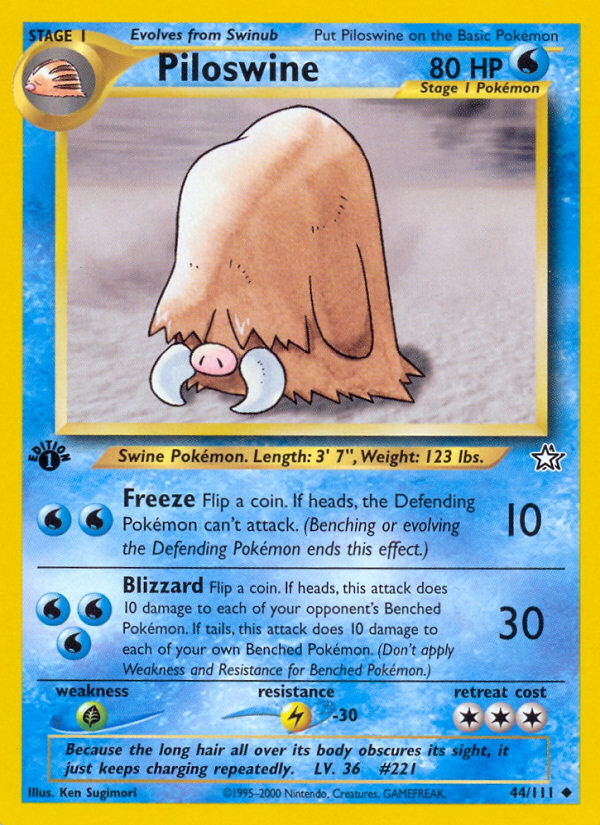 STAGE 1 Evolves from Swinub Put Piloswine on the Basic Pokémon
Piloswine 80 HP
Stage 1 Pokémon
EDITION
1
Swine Pokémon. Length: 3' 7", Weight: 123 lbs.
Freeze Flip a coin. If heads, the Defending
Pokémon can't attack. (Benching or evolving
the Defending Pokémon ends this effect.)
10
Blizzard Flip a coin. If heads, this attack does
10 damage to each of your opponent's Benched
Pokémon. If tails, this attack does 10 damage to
each of your own Benched Pokémon. (Don't apply
Weakness and Resistance for Benched Pokémon.)
30
weakness resistance retreat cost
-30
Because the long hair all over its body obscures its sight, it
just keeps charging repeatedly. LV. 36 #221
Illus. Ken Sugimori ©1995-2000 Nintendo, Creatures, GAMEFREAK. 44/111